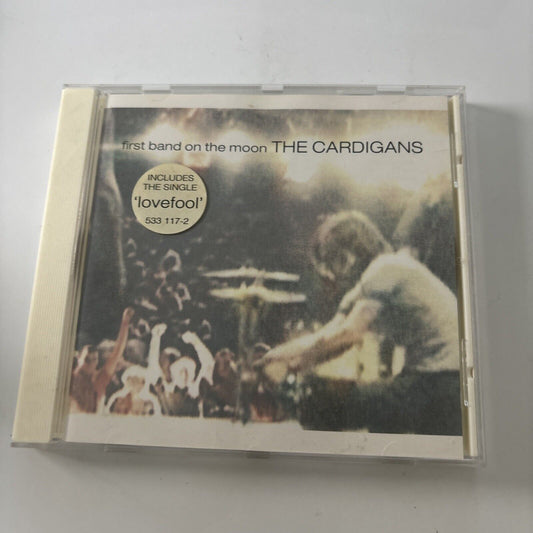 first band on the moon THE CARDIGANS
INCLUDES
THE SINGLE
'lovefool'
533 117-2